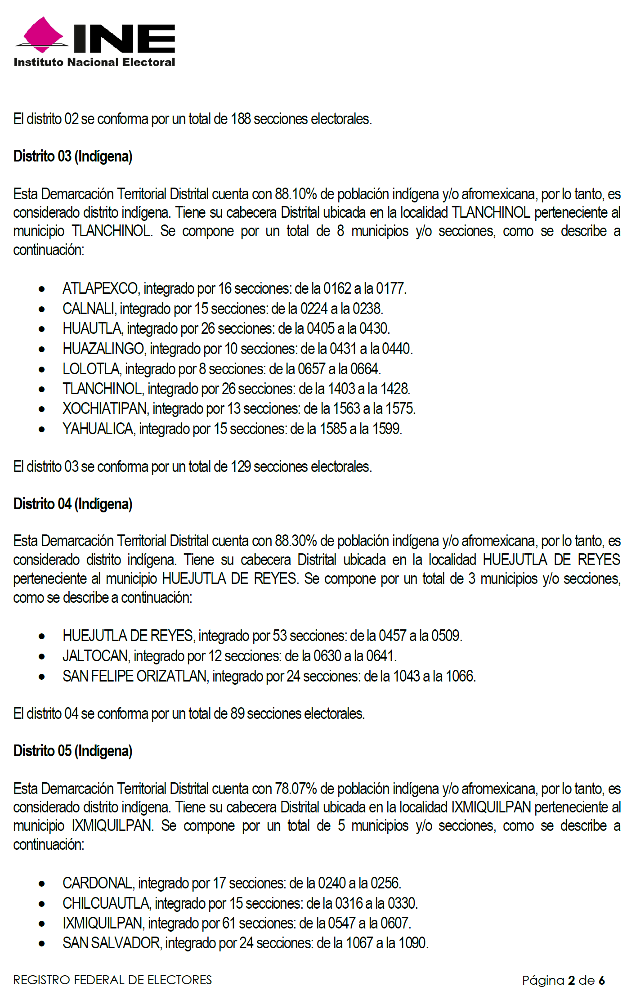 INE
Instituto Nacional Electoral
El distrito 02 se conforma por un total de 188 secciones electorales.
Distrito 03 (Indígena)
Esta Demarcación Territorial Distrital cuenta con 88.10% de población indígena y/o afromexicana, por lo tanto, es
considerado distrito indígena. Tiene su cabecera Distrital ubicada en la localidad TLANCHINOL perteneciente al
municipio TLANCHINOL. Se compone por un total de 8 municipios y/o secciones, como se describe a
continuación:
● ATLAPEXCO, integrado por 16 secciones: de la 0162 a la 0177.
● CALNALI, integrado por 15 secciones: de la 0224 a la 0238.
● HUAUTLA, integrado por 26 secciones: de la 0405 a la 0430.
● HUAZALINGO, integrado por 10 secciones: de la 0431 a la 0440.
● LOLOTLA, integrado por 8 secciones: de la 0657 a la 0664.
● TLANCHINOL, integrado por 26 secciones: de la 1403 a la 1428.
● XOCHIATIPAN, integrado por 13 secciones: de la 1563 a la 1575.
● YAHUALICA, integrado por 15 secciones: de la 1585 a la 1599.
El distrito 03 se conforma por un total de 129 secciones electorales.
Distrito 04 (Indígena)
Esta Demarcación Territorial Distrital cuenta con 88.30% de población indígena y/o afromexicana, por lo tanto, es
considerado distrito indígena. Tiene su cabecera Distrital ubicada en la localidad HUEJUTLA DE REYES
perteneciente al municipio HUEJUTLA DE REYES. Se compone por un total de 3 municipios y/o secciones,
como se describe a continuación:
● HUEJUTLA DE REYES, integrado por 53 secciones: de la 0457 a la 0509.
● JALTOCAN, integrado por 12 secciones: de la 0630 a la 0641.
● SAN FELIPE ORIZATLAN, integrado por 24 secciones: de la 1043 a la 1066.
El distrito 04 se conforma por un total de 89 secciones electorales.
Distrito 05 (Indígena)
Esta Demarcación Territorial Distrital cuenta con 78.07% de población indígena y/o afromexicana, por lo tanto, es
considerado distrito indígena. Tiene su cabecera Distrital ubicada en la localidad IXMIQUILPAN perteneciente al
municipio IXMIQUILPAN. Se compone por un total de 5 municipios y/o secciones, como se describe a
continuación:
● CARDONAL, integrado por 17 secciones: de la 0240 a la 0256.
● CHILCUAUTLA, integrado por 15 secciones: de la 0316 a la 0330.
● IXMIQUILPAN, integrado por 61 secciones: de la 0547 a la 0607.
● SAN SALVADOR, integrado por 24 secciones: de la 1067 a la 1090.
REGISTRO FEDERAL DE ELECTORES Página 2 de 6